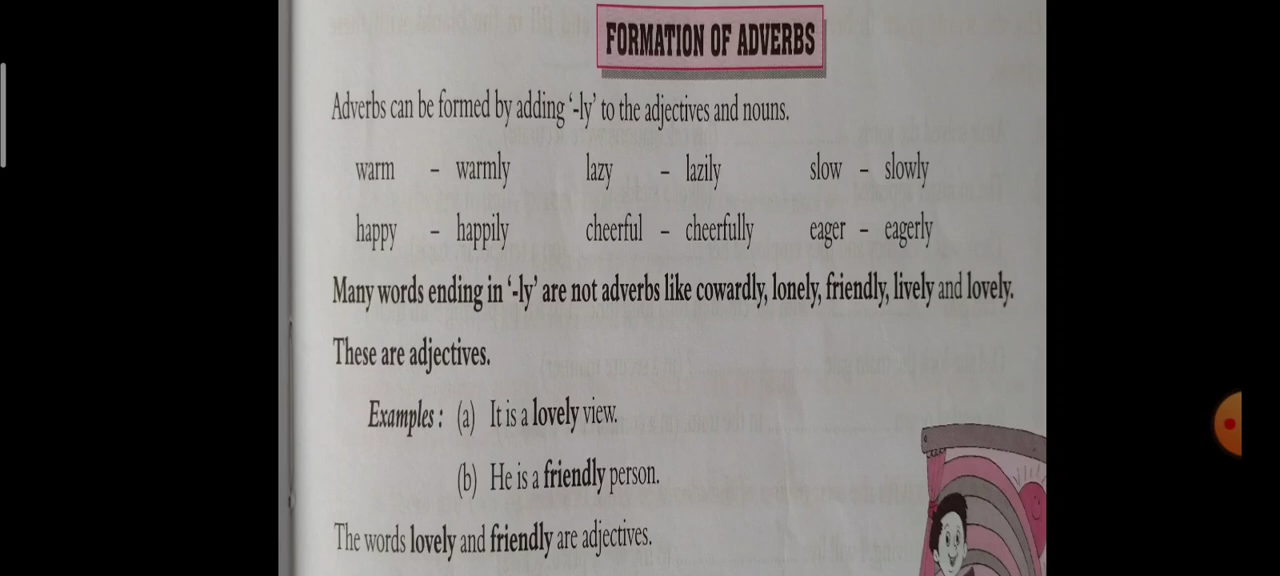 FORMATION OF ADVERBS
Adverbs can be formed by adding ‘-ly’ to the adjectives and nouns.
warm – warmly lazy – lazily slow – slowly
happy – happily cheerful – cheerfully eager – eagerly
Many words ending in ‘-ly’ are not adverbs like cowardly, lonely, friendly, lively and lovely.
These are adjectives.
Examples : (a) It is a lovely view.
(b) He is a friendly person.
The words lovely and friendly are adjectives.